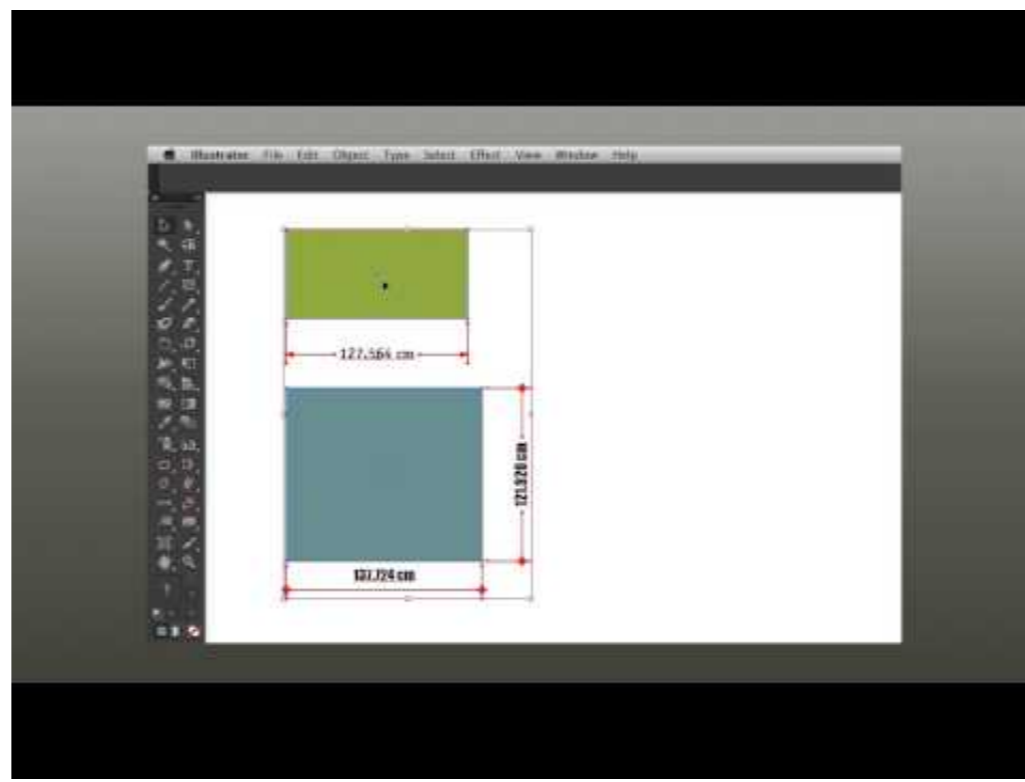 Illustrator File Edit Object Type Select Effect View Window Help
127.564 cm
121.920 cm
137.724 cm